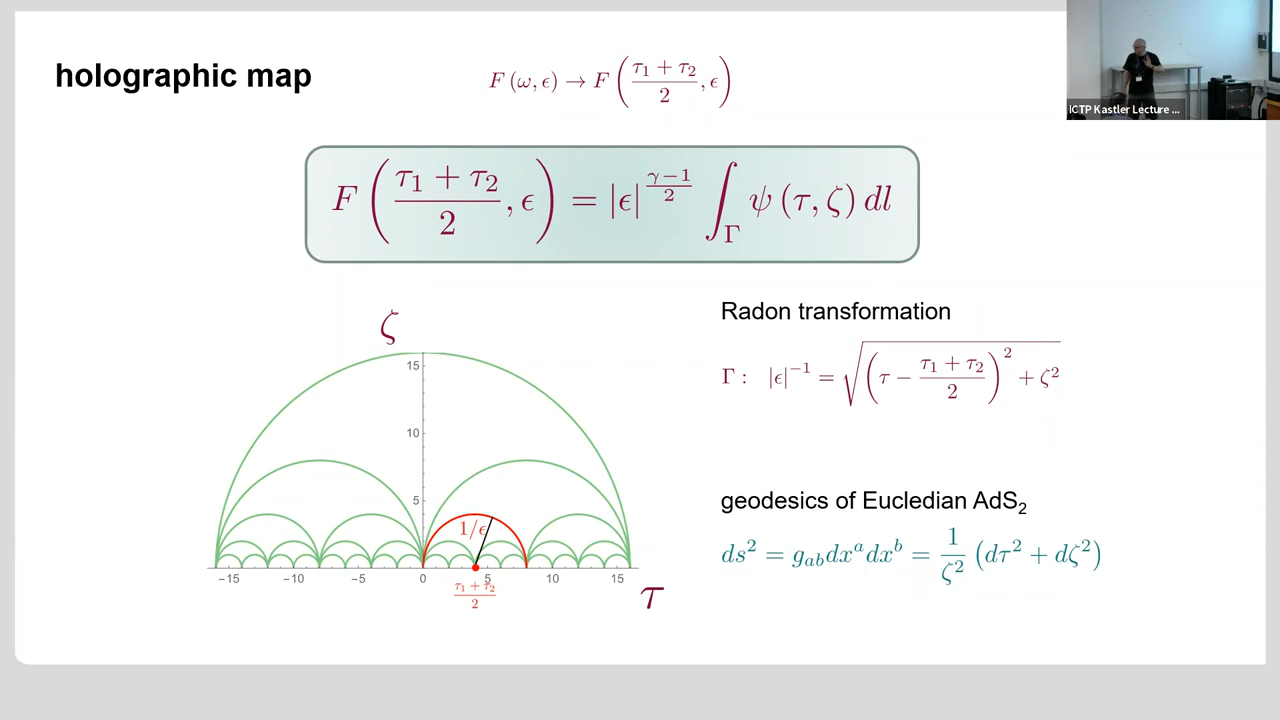 holographic map
F (ω, ϵ) → F ( (τ₁ + τ₂)/2 , ϵ )
F ( (τ₁ + τ₂)/2 , ϵ ) = |ϵ|^((γ−1)/2) ∫_Γ ψ (τ, ζ) dl
ζ
15
10
5
1/ϵ
−15 −10 −5 0 5 10 15
(τ₁ + τ₂)/2
τ
Radon transformation
Γ : |ϵ|⁻¹ = √( (τ − (τ₁ + τ₂)/2)² + ζ² )
geodesics of Eucledian AdS₂
ds² = g_ab dxᵃ dxᵇ = 1/ζ² (dτ² + dζ²)
ICTP Kastler Lecture ...